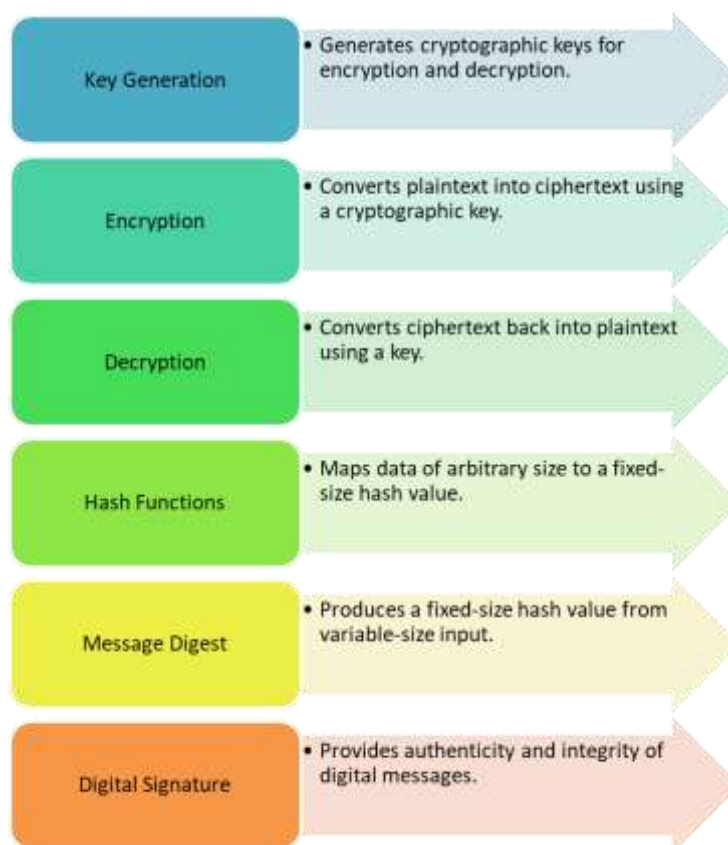 Key Generation
• Generates cryptographic keys for
encryption and decryption.
Encryption
• Converts plaintext into ciphertext using
a cryptographic key.
Decryption
• Converts ciphertext back into plaintext
using a key.
Hash Functions
• Maps data of arbitrary size to a fixed-
size hash value.
Message Digest
• Produces a fixed-size hash value from
variable-size input.
Digital Signature
• Provides authenticity and integrity of
digital messages.